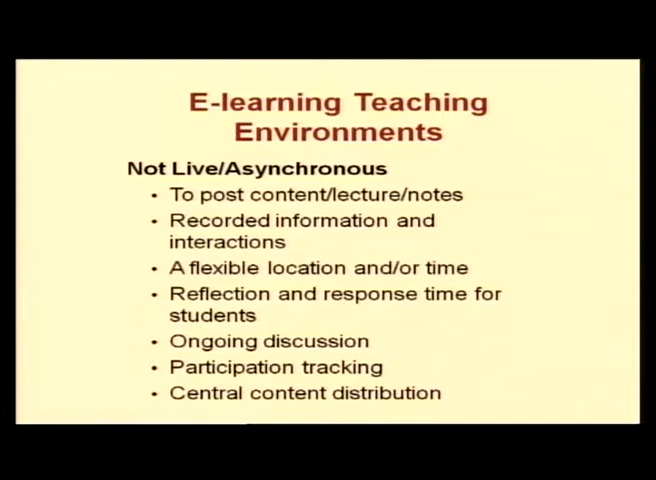 E-learning Teaching
Environments
Not Live/Asynchronous
• To post content/lecture/notes
• Recorded information and
interactions
• A flexible location and/or time
• Reflection and response time for
students
• Ongoing discussion
• Participation tracking
• Central content distribution